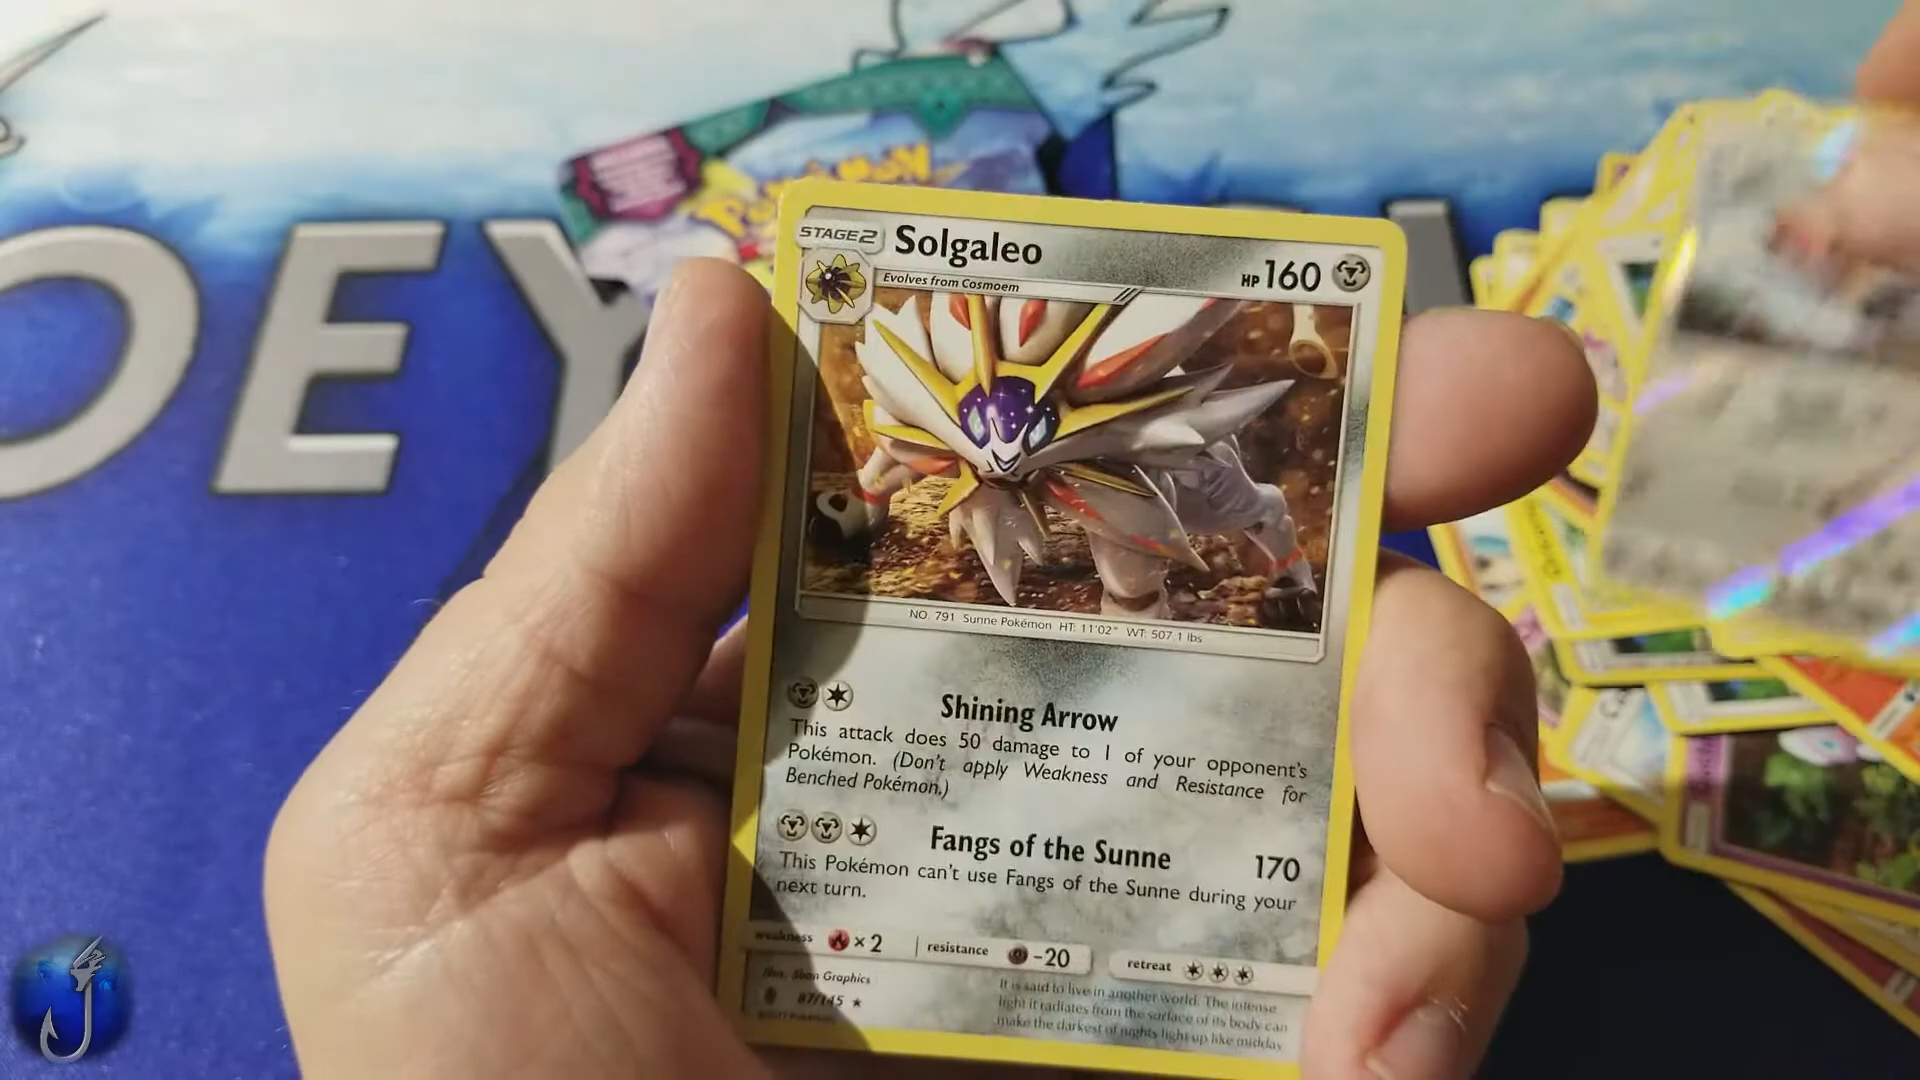 OEY
POKéMON
STAGE2
Solgaleo
HP 160
Evolves from Cosmoem
NO. 791 Sunne Pokémon HT: 11'02" WT: 507.1 lbs
Shining Arrow
This attack does 50 damage to 1 of your opponent's
Pokémon. (Don't apply Weakness and Resistance for
Benched Pokémon.)
Fangs of the Sunne 170
This Pokémon can't use Fangs of the Sunne during your
next turn.
weakness ×2 resistance -20 retreat
Illus. 5ban Graphics
87/145
It is said to live in another world. The intense
light it radiates from the surface of its body can
make the darkest of nights light up like midday